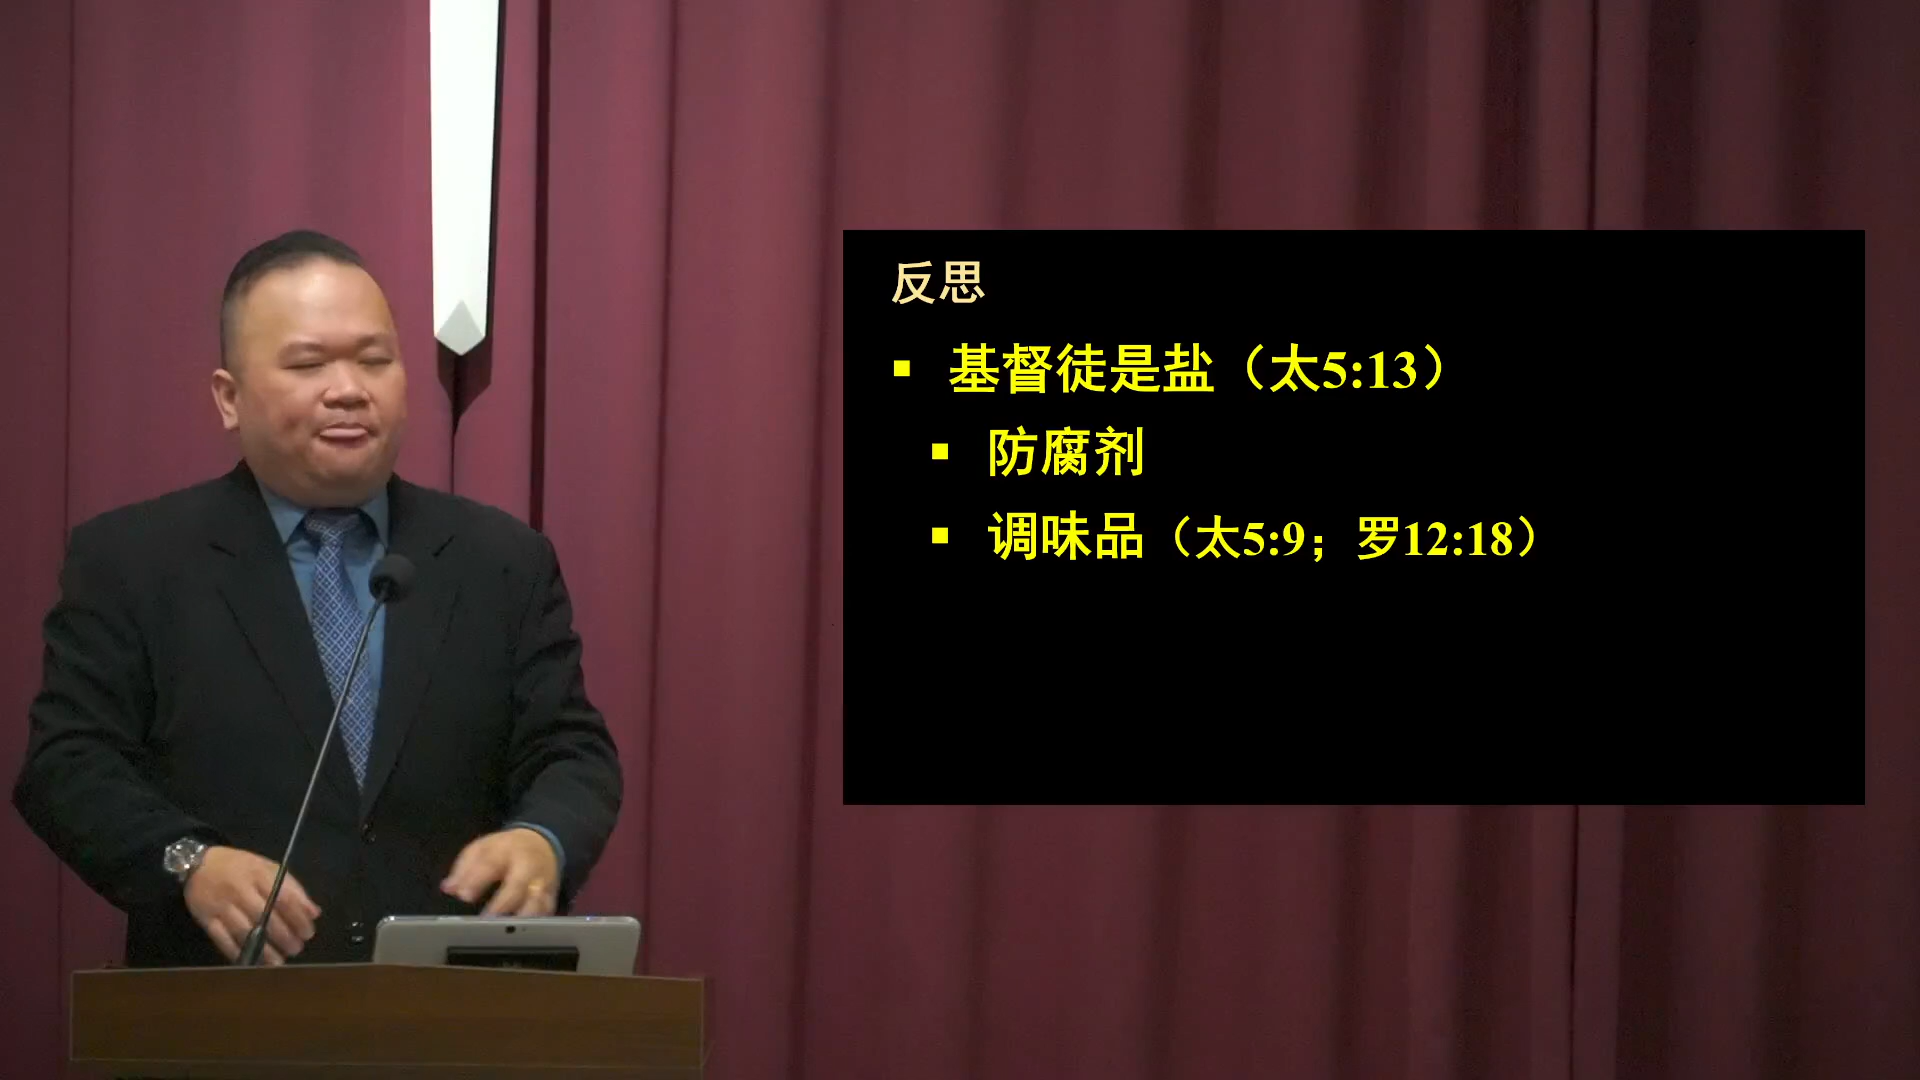 反思
▪ 基督徒是盐（太5:13）
▪ 防腐剂
▪ 调味品（太5:9；罗12:18）